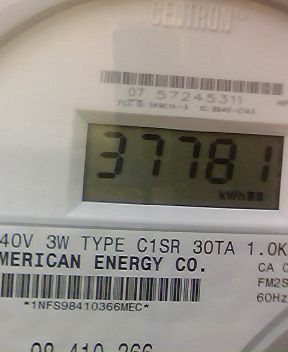 CENTRON®
07 57245311
37781
kWh
40V 3W TYPE C1SR 30TA 1.0K
MERICAN ENERGY CO.
CA 0
FM2S
*1NFS98410366MEC*
60Hz
98 410 366